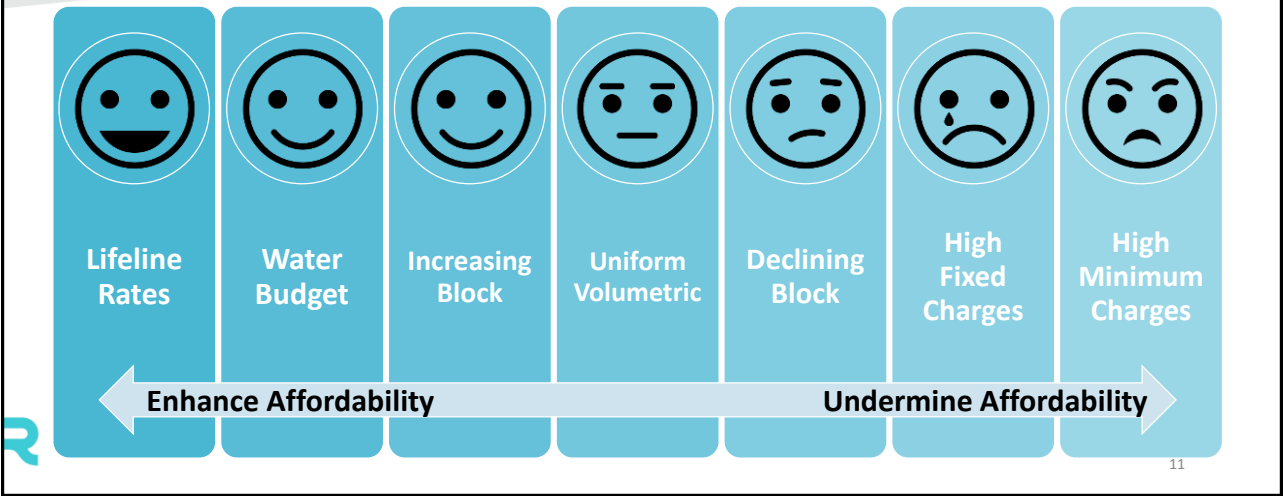 Lifeline
Rates
Water
Budget
Increasing
Block
Uniform
Volumetric
Declining
Block
High
Fixed
Charges
High
Minimum
Charges
Enhance Affordability
Undermine Affordability
R
11